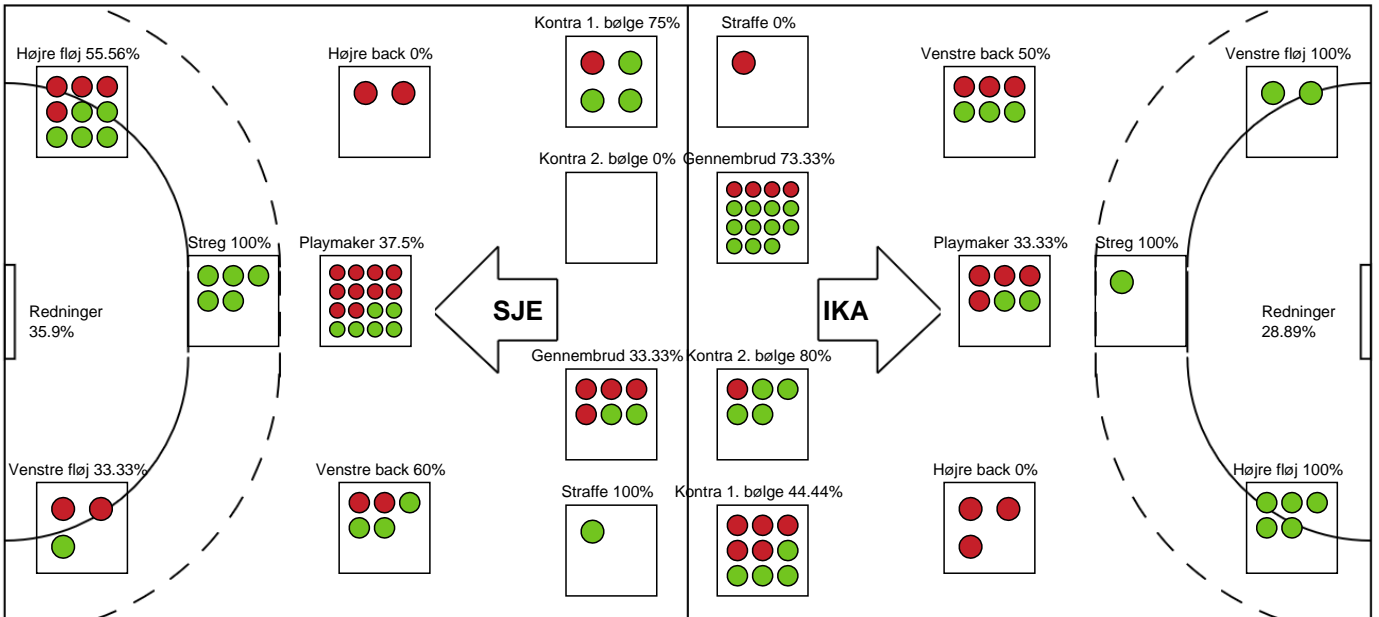 Kontra 1. bølge 75%
Straffe 0%
Højre fløj 55.56%
Højre back 0%
Venstre back 50%
Venstre fløj 100%
Kontra 2. bølge 0%
Gennembrud 73.33%
Streg 100%
Playmaker 37.5%
Playmaker 33.33%
Streg 100%
SJE
IKA
Redninger
35.9%
Redninger
28.89%
Gennembrud 33.33%
Kontra 2. bølge 80%
Venstre fløj 33.33%
Venstre back 60%
Straffe 100%
Kontra 1. bølge 44.44%
Højre back 0%
Højre fløj 100%